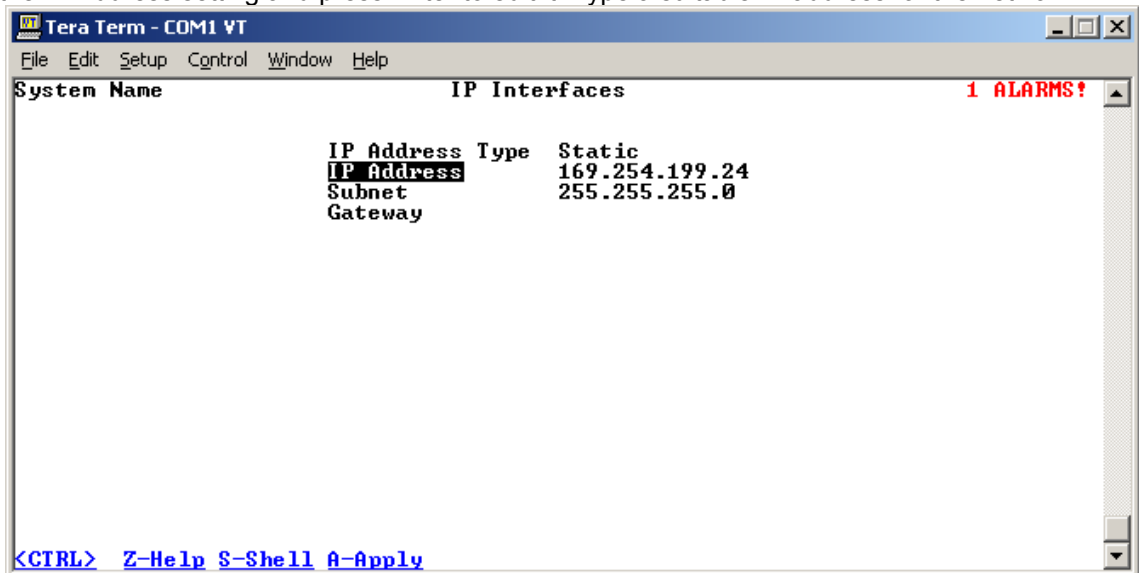 Tera Term - COM1 VT
File Edit Setup Control Window Help
System Name IP Interfaces 1 ALARMS!
IP Address Type Static
IP Address 169.254.199.24
Subnet 255.255.255.0
Gateway
<CTRL> Z-Help S-Shell A-Apply